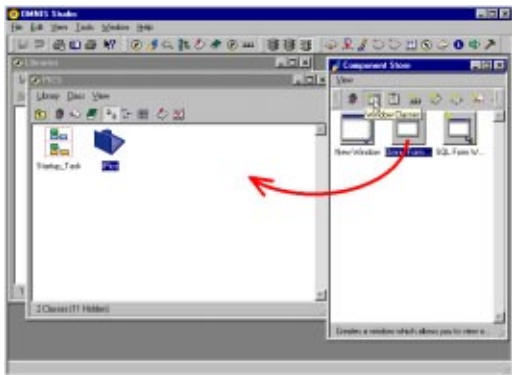 OMNIS Studio
File Edit View Tools Window Help
Libraries
PICS
Library Class View
Startup_Task
2 Classes (11 Hidden)
Component Store
View
Window Classes
New Window
SQL Form W...
Creates a window which allows you to view a...